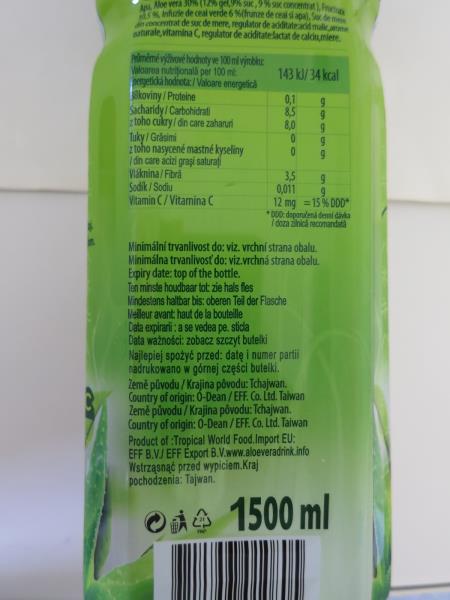 Apa, Aloe vera 30% (12% gel,9% suc , 9% suc concentrat ), Fructoza
10,5 %, Infuzie de ceai verde 6 %(frunze de ceai si apa), Suc de mere
din concentrat de suc de mere, regulator de aciditate:acid malic,arome
naturale,vitamina C, regulator de aciditate:lactat de calciu,miere.
Průměrné výživové hodnoty ve 100 ml výrobku:
Valoarea nutriţională per 100 ml:
Energetická hodnota: / Valoare energetică 143 kJ/ 34 kcal
Bílkoviny / Proteine 0,1 g
Sacharidy / Carbohidrati 8,5 g
z toho cukry / din care zaharuri 8,0 g
Tuky / Grăsimi 0 g
z toho nasycené mastné kyseliny 0 g
/ din care acizi graşi saturaţi
Vláknina / Fibră 3,5 g
Sodík / Sodiu 0,011 g
Vitamin C / Vitamina C 12 mg = 15 % DDD*
* DDD: doporučená denní dávka
/ doza zilnică recomandată
Minimální trvanlivost do: viz. vrchní strana obalu.
Minimálna trvanlivosť do: viz.vrchná strana obalu.
Expiry date: top of the bottle.
Ten minste houdbaar tot: zie hals fles
Mindestens haltbar bis: oberen Teil der Flasche
Meilleur avant: haut de la bouteille
Data expirarii : a se vedea pe. sticla
Data ważności: zobacz szczyt butelki
Najlepiej spożyć przed: datę i numer partii
nadrukowano w górnej części butelki.
Země původu / Krajina pôvodu: Tchajwan.
Country of origin: O-Dean / EFF. Co. Ltd. Taiwan
Země původu / Krajina pôvodu: Tchajwan.
Country of origin: O-Dean / EFF. Co. Ltd. Taiwan
Product of :Tropical World Food.Import EU:
EFF B.V./ EFF Export B.V.www.aloeveradrink.info
Wstrząsnąć przed wypiciem.Kraj
pochodzenia: Tajwan.
1500 ml